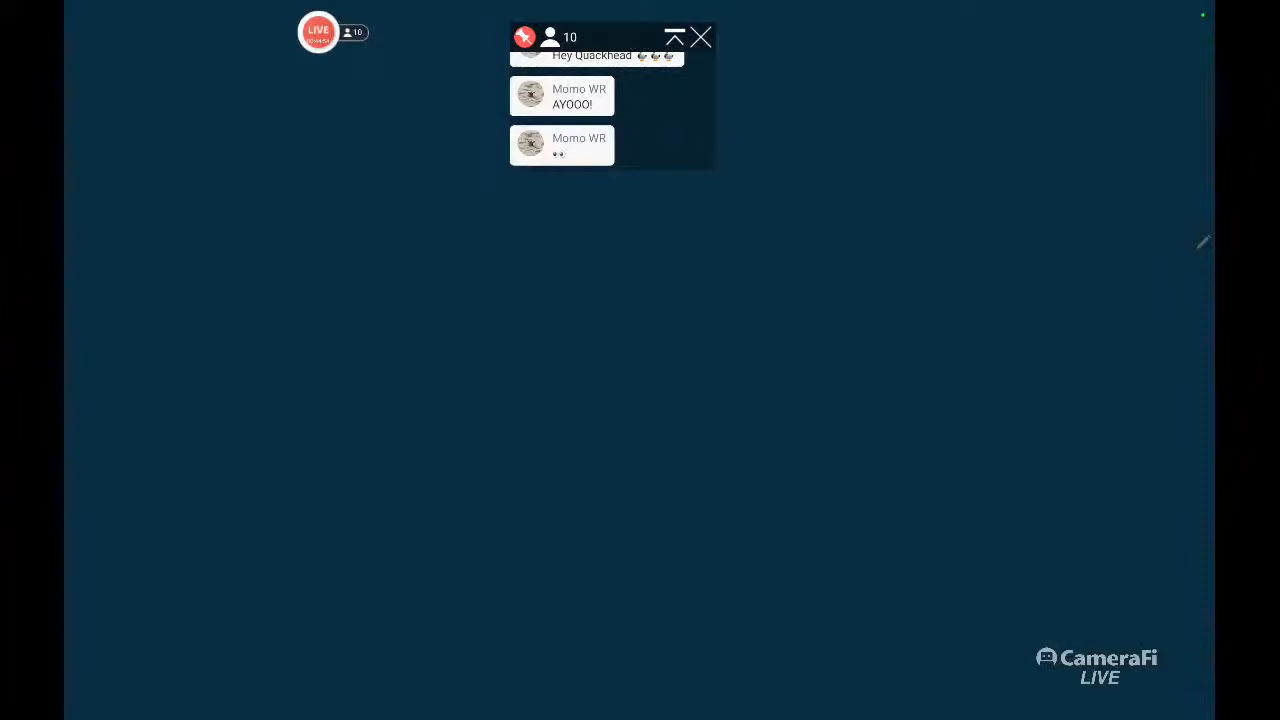 LIVE
10
10
Hey Quackhead 🦆🦆🦆
Momo WR
AYOOO!
Momo WR
👀
CameraFi
LIVE